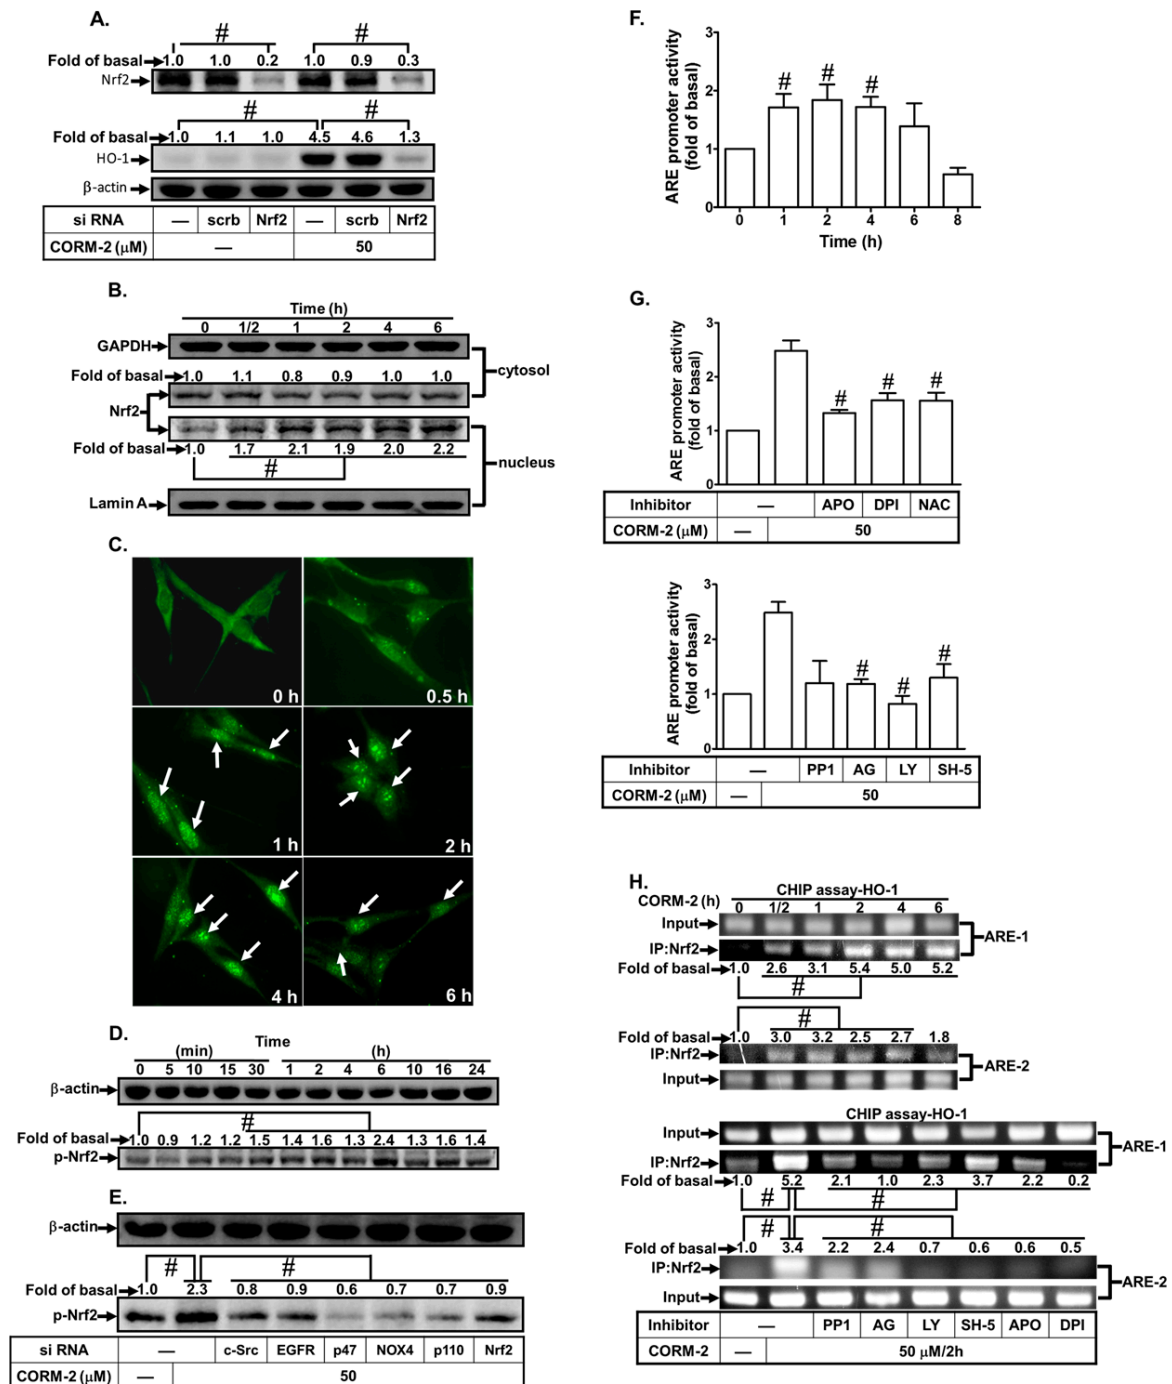 A.
#
#
Fold of basal 1.0 1.0 0.2 1.0 0.9 0.3
Nrf2
#
#
Fold of basal 1.0 1.1 1.0 4.5 4.6 1.3
HO-1
β-actin
si RNA — scrb Nrf2 — scrb Nrf2
CORM-2 (μM) — 50
B.
Time (h)
0 1/2 1 2 4 6
GAPDH
Fold of basal 1.0 1.1 0.8 0.9 1.0 1.0
cytosol
Nrf2
Fold of basal 1.0 1.7 2.1 1.9 2.0 2.2
#
nucleus
Lamin A
C.
0 h 0.5 h
1 h 2 h
4 h 6 h
D.
Time
(min) (h)
0 5 10 15 30 1 2 4 6 10 16 24
β-actin
#
Fold of basal 1.0 0.9 1.2 1.2 1.5 1.4 1.6 1.3 2.4 1.3 1.6 1.4
p-Nrf2
E.
β-actin
# #
Fold of basal 1.0 2.3 0.8 0.9 0.6 0.7 0.7 0.9
p-Nrf2
si RNA — c-Src EGFR p47 NOX4 p110 Nrf2
CORM-2 (μM) — 50
F.
ARE promoter activity
(fold of basal)
3
2
1
0
# # #
0 1 2 4 6 8
Time (h)
G.
ARE promoter activity
(fold of basal)
3
2
1
0
# # #
Inhibitor — APO DPI NAC
CORM-2 (μM) — 50
ARE promoter activity
(fold of basal)
3
2
1
0
# # #
Inhibitor — PP1 AG LY SH-5
CORM-2 (μM) — 50
H.
CHIP assay-HO-1
CORM-2 (h) 0 1/2 1 2 4 6
Input
ARE-1
IP:Nrf2
Fold of basal 1.0 2.6 3.1 5.4 5.0 5.2
#
#
Fold of basal 1.0 3.0 3.2 2.5 2.7 1.8
IP:Nrf2
ARE-2
Input
CHIP assay-HO-1
Input
ARE-1
IP:Nrf2
Fold of basal 1.0 5.2 2.1 1.0 2.3 3.7 2.2 0.2
# #
# #
Fold of basal 1.0 3.4 2.2 2.4 0.7 0.6 0.6 0.5
IP:Nrf2
ARE-2
Input
Inhibitor — PP1 AG LY SH-5 APO DPI
CORM-2 — 50 μM/2h